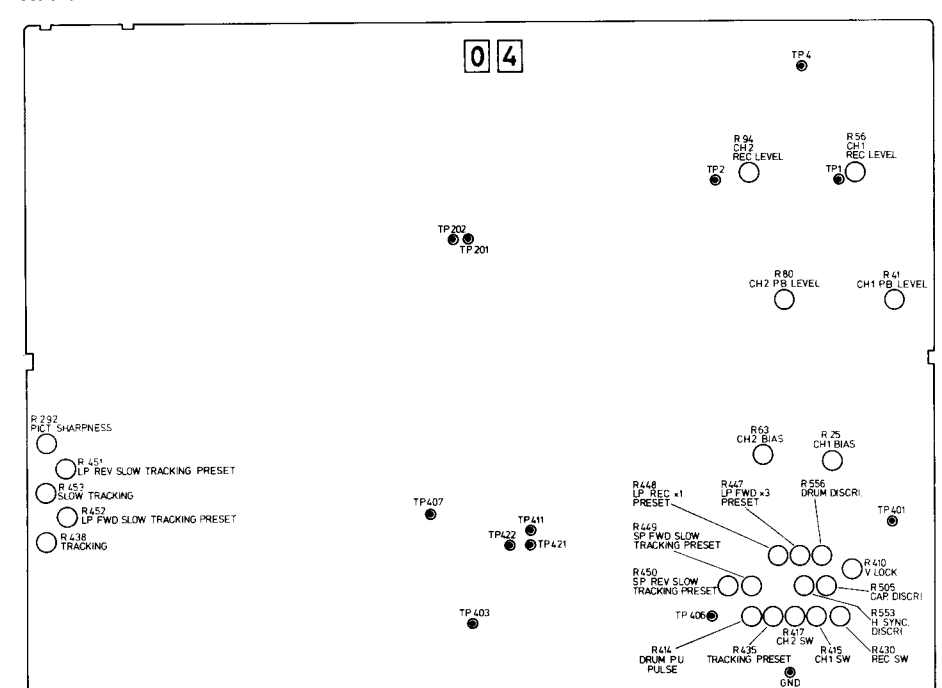 04
TP4
R94
CH2
REC LEVEL
R56
CH1
REC LEVEL
TP2
TP1
TP202
TP201
R80
CH2 PB LEVEL
R41
CH1 PB LEVEL
R292
PICT SHARPNESS
R451
LP REV SLOW TRACKING PRESET
R453
SLOW TRACKING
R452
LP FWD SLOW TRACKING PRESET
R438
TRACKING
R63
CH2 BIAS
R25
CH1 BIAS
R448
LP REC x1
PRESET
R447
LP FWD x3
PRESET
R556
DRUM DISCRI.
TP407
TP411
TP422
TP421
TP401
R449
SP FWD SLOW
TRACKING PRESET
R410
V LOCK
R450
SP REV SLOW
TRACKING PRESET
R505
CAP. DISCRI
R553
H SYNC.
DISCRI
TP403
TP406
R414
DRUM PU
PULSE
R435
TRACKING PRESET
R417
CH2 SW
R415
CH1 SW
R430
REC SW
GND